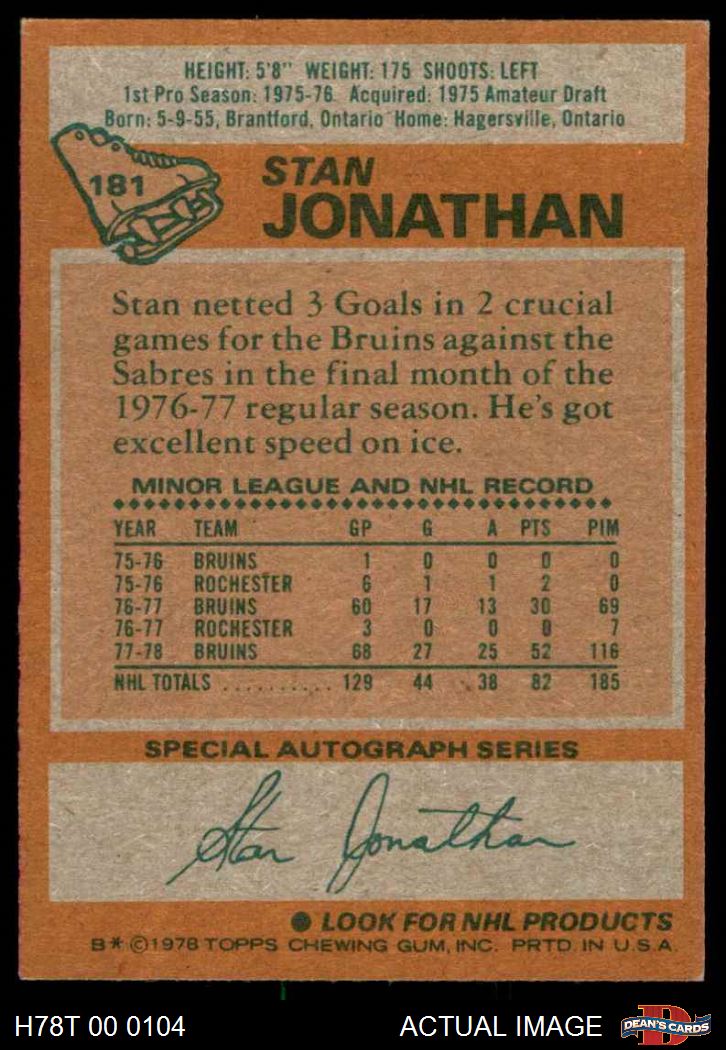 HEIGHT: 5'8" WEIGHT: 175 SHOOTS: LEFT
1st Pro Season: 1975-76 Acquired: 1975 Amateur Draft
Born: 5-9-55, Brantford, Ontario Home: Hagersville, Ontario
181
STAN
JONATHAN
Stan netted 3 Goals in 2 crucial
games for the Bruins against the
Sabres in the final month of the
1976-77 regular season. He's got
excellent speed on ice.
MINOR LEAGUE AND NHL RECORD
YEAR TEAM GP G A PTS PIM
75-76 BRUINS 1 0 0 0 0
75-76 ROCHESTER 6 1 1 2 0
76-77 BRUINS 60 17 13 30 69
76-77 ROCHESTER 3 0 0 0 7
77-78 BRUINS 68 27 25 52 116
NHL TOTALS .......... 129 44 38 82 185
SPECIAL AUTOGRAPH SERIES
Stan Jonathan
● LOOK FOR NHL PRODUCTS
B* ©1978 TOPPS CHEWING GUM, INC. PRTD. IN U.S.A.
H78T 00 0104 ACTUAL IMAGE DEAN'S CARDS